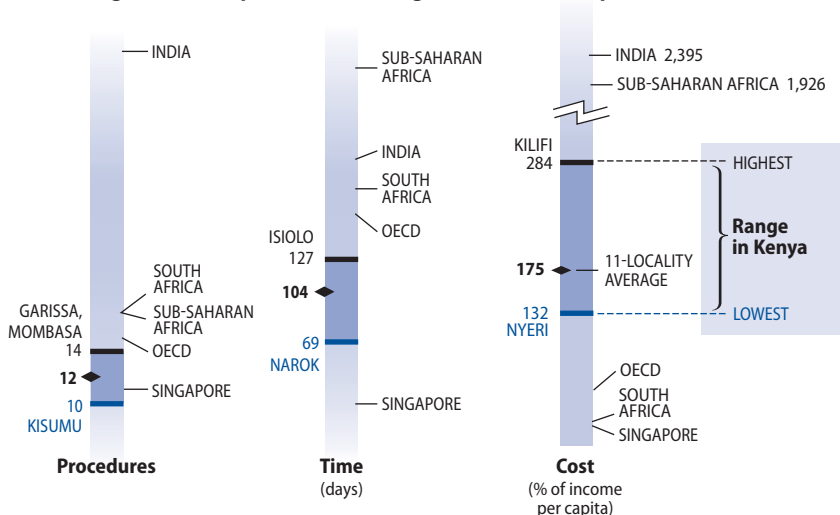 INDIA
SOUTH
AFRICA
GARISSA,
MOMBASA
14
SUB-SAHARAN
AFRICA
OECD
12
SINGAPORE
10
KISUMU
Procedures
SUB-SAHARAN
AFRICA
INDIA
SOUTH
AFRICA
OECD
ISIOLO
127
104
69
NAROK
SINGAPORE
Time
(days)
INDIA 2,395
SUB-SAHARAN AFRICA 1,926
KILIFI
284
HIGHEST
Range
in Kenya
175
11-LOCALITY
AVERAGE
132
NYERI
LOWEST
OECD
SOUTH
AFRICA
SINGAPORE
Cost
(% of income
per capita)